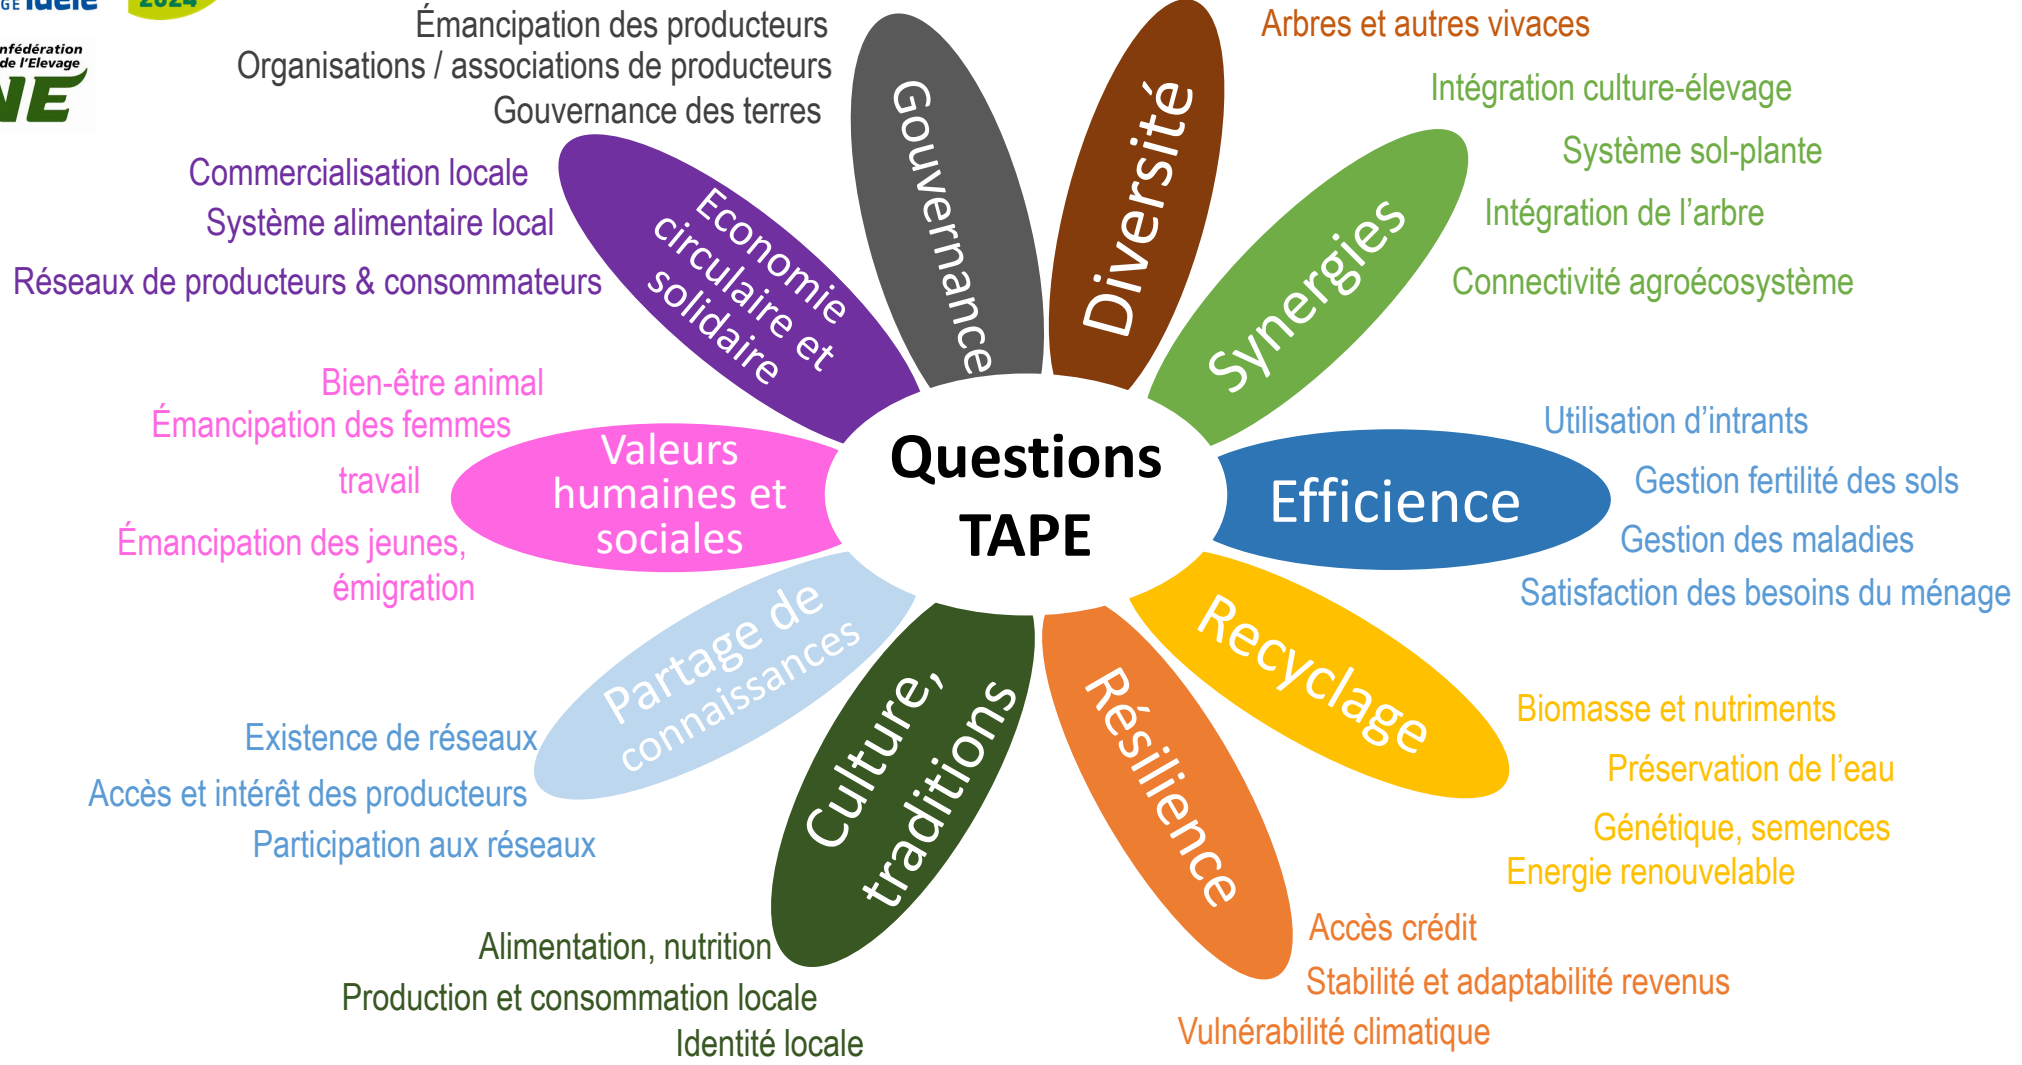 idele
2024
nfédération
de l'Elevage
NE
Émancipation des producteurs
Organisations / associations de producteurs
Gouvernance des terres
Gouvernance
Arbres et autres vivaces
Diversité
Intégration culture-élevage
Système sol-plante
Intégration de l’arbre
Connectivité agroécosystème
Synergies
Commercialisation locale
Système alimentaire local
Réseaux de producteurs & consommateurs
Economie
circulaire et
solidaire
Bien-être animal
Émancipation des femmes
travail
Émancipation des jeunes,
émigration
Valeurs
humaines et
sociales
Questions
TAPE
Efficience
Utilisation d’intrants
Gestion fertilité des sols
Gestion des maladies
Satisfaction des besoins du ménage
Partage de
connaissances
Existence de réseaux
Accès et intérêt des producteurs
Participation aux réseaux
Culture,
traditions
Alimentation, nutrition
Production et consommation locale
Identité locale
Résilience
Accès crédit
Stabilité et adaptabilité revenus
Vulnérabilité climatique
Recyclage
Biomasse et nutriments
Préservation de l’eau
Génétique, semences
Energie renouvelable